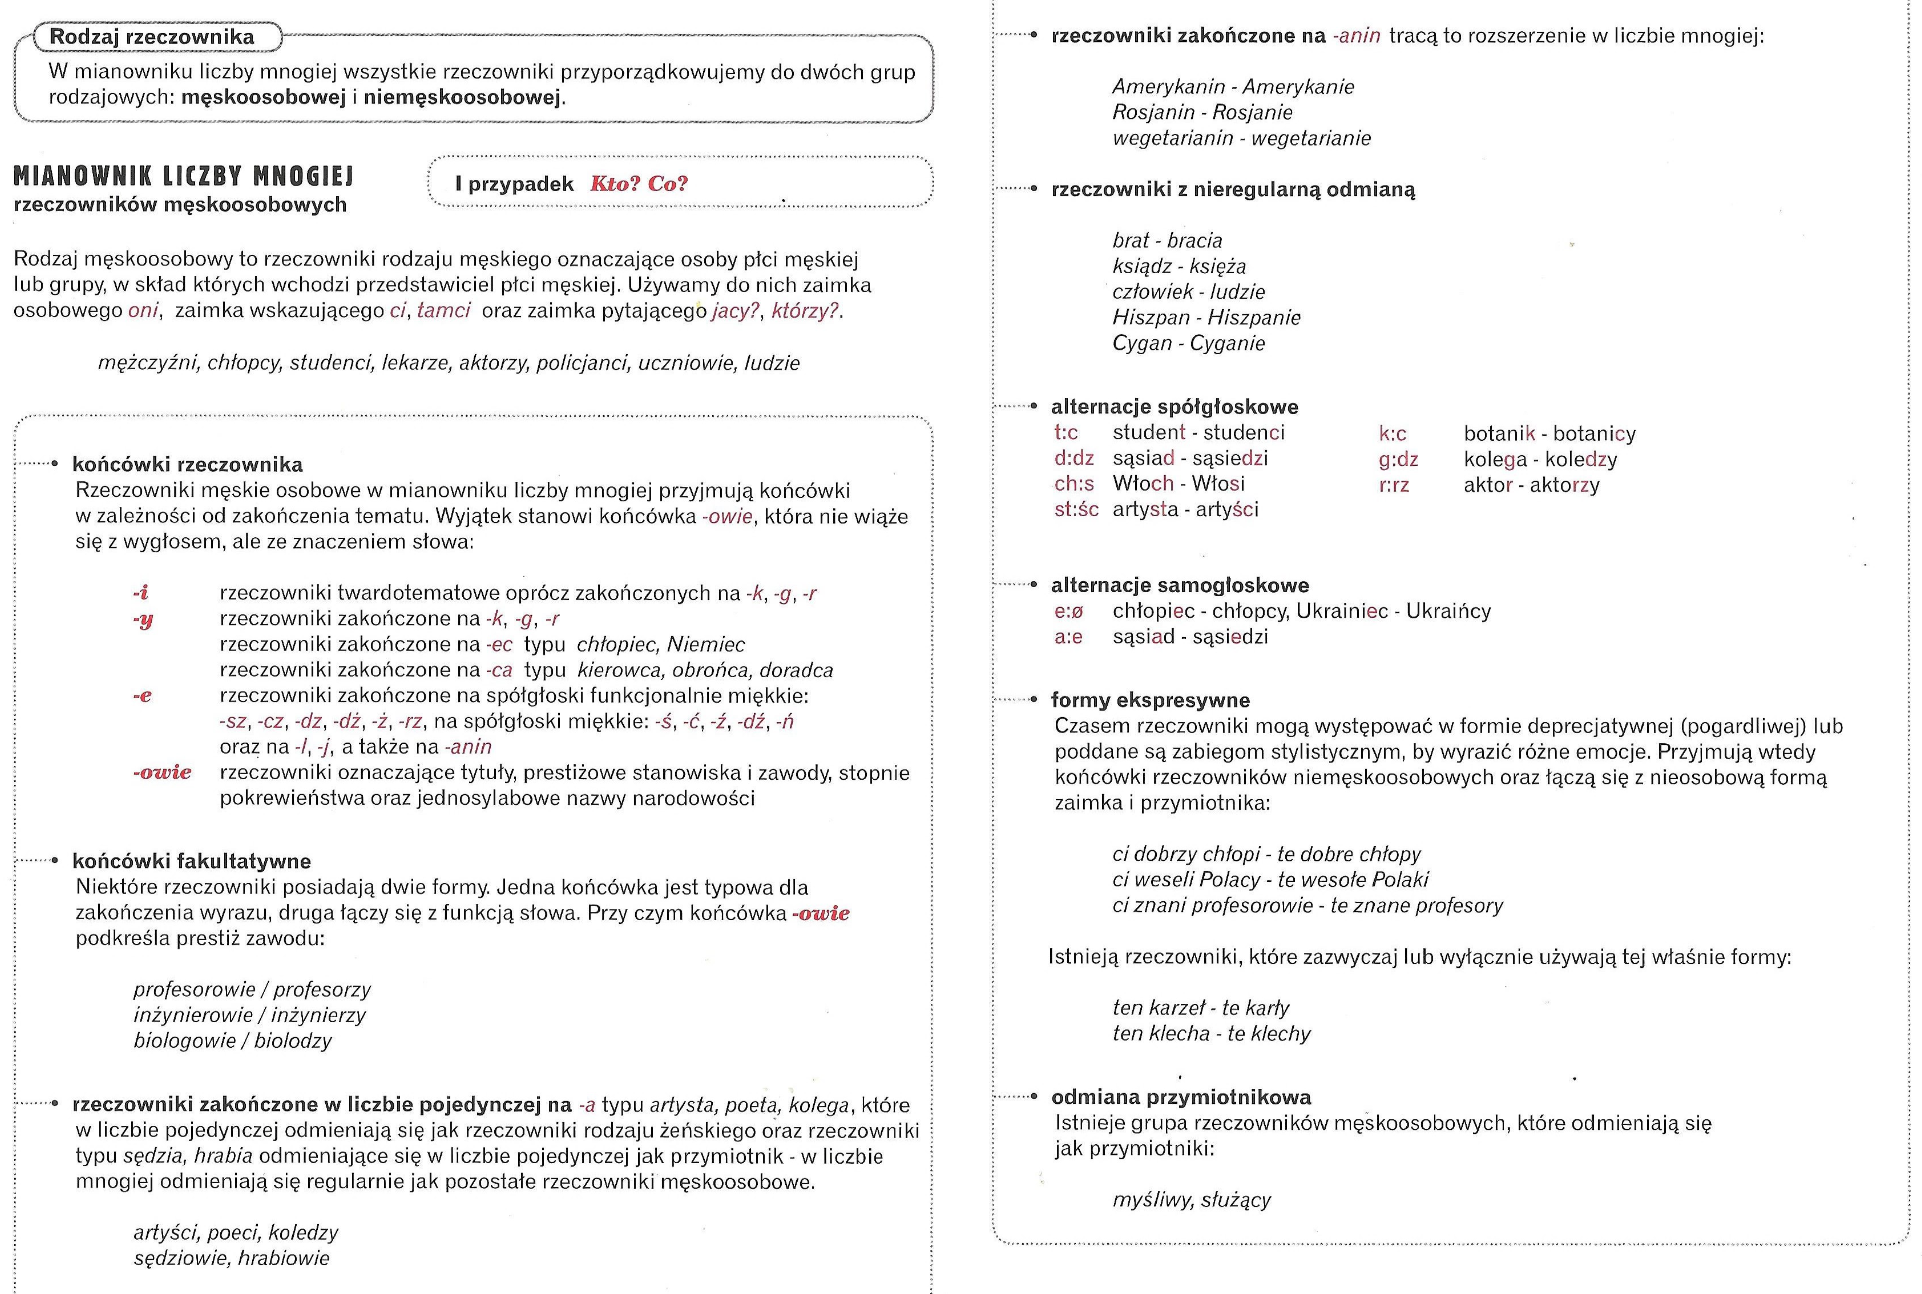 Rodzaj rzeczownika
W mianowniku liczby mnogiej wszystkie rzeczowniki przyporządkowujemy do dwóch grup
rodzajowych: męskoosobowej i niemęskoosobowej.
MIANOWNIK LICZBY MNOGIEJ
rzeczowników męskoosobowych
I przypadek Kto? Co?
Rodzaj męskoosobowy to rzeczowniki rodzaju męskiego oznaczające osoby płci męskiej
lub grupy, w skład których wchodzi przedstawiciel płci męskiej. Używamy do nich zaimka
osobowego oni, zaimka wskazującego ci, tamci oraz zaimka pytającego jacy?, którzy?.
mężczyźni, chłopcy, studenci, lekarze, aktorzy, policjanci, uczniowie, ludzie
• końcówki rzeczownika
Rzeczowniki męskie osobowe w mianowniku liczby mnogiej przyjmują końcówki
w zależności od zakończenia tematu. Wyjątek stanowi końcówka -owie, która nie wiąże
się z wygłosem, ale ze znaczeniem słowa:
-i rzeczowniki twardotematowe oprócz zakończonych na -k, -g, -r
-y rzeczowniki zakończone na -k, -g, -r
rzeczowniki zakończone na -ec typu chłopiec, Niemiec
rzeczowniki zakończone na -ca typu kierowca, obrońca, doradca
-e rzeczowniki zakończone na spółgłoski funkcjonalnie miękkie:
-sz, -cz, -dz, -dż, -ż, -rz, na spółgłoski miękkie: -ś, -ć, -ź, -dź, -ń
oraz na -l, -j, a także na -anin
-owie rzeczowniki oznaczające tytuły, prestiżowe stanowiska i zawody, stopnie
pokrewieństwa oraz jednosylabowe nazwy narodowości
• końcówki fakultatywne
Niektóre rzeczowniki posiadają dwie formy. Jedna końcówka jest typowa dla
zakończenia wyrazu, druga łączy się z funkcją słowa. Przy czym końcówka -owie
podkreśla prestiż zawodu:
profesorowie / profesorzy
inżynierowie / inżynierzy
biologowie / biolodzy
• rzeczowniki zakończone w liczbie pojedynczej na -a typu artysta, poeta, kolega, które
w liczbie pojedynczej odmieniają się jak rzeczowniki rodzaju żeńskiego oraz rzeczowniki
typu sędzia, hrabia odmieniające się w liczbie pojedynczej jak przymiotnik - w liczbie
mnogiej odmieniają się regularnie jak pozostałe rzeczowniki męskoosobowe.
artyści, poeci, koledzy
sędziowie, hrabiowie
• rzeczowniki zakończone na -anin tracą to rozszerzenie w liczbie mnogiej:
Amerykanin - Amerykanie
Rosjanin - Rosjanie
wegetarianin - wegetarianie
• rzeczowniki z nieregularną odmianą
brat - bracia
ksiądz - księża
człowiek - ludzie
Hiszpan - Hiszpanie
Cygan - Cyganie
• alternacje spółgłoskowe
t:c student - studenci k:c botanik - botanicy
d:dz sąsiad - sąsiedzi g:dz kolega - koledzy
ch:s Włoch - Włosi r:rz aktor - aktorzy
st:śc artysta - artyści
• alternacje samogłoskowe
e:ø chłopiec - chłopcy, Ukrainiec - Ukraińcy
a:e sąsiad - sąsiedzi
• formy ekspresywne
Czasem rzeczowniki mogą występować w formie deprecjatywnej (pogardliwej) lub
poddane są zabiegom stylistycznym, by wyrazić różne emocje. Przyjmują wtedy
końcówki rzeczowników niemęskoosobowych oraz łączą się z nieosobową formą
zaimka i przymiotnika:
ci dobrzy chłopi - te dobre chłopy
ci weseli Polacy - te wesołe Polaki
ci znani profesorowie - te znane profesory
Istnieją rzeczowniki, które zazwyczaj lub wyłącznie używają tej właśnie formy:
ten karzeł - te karły
ten klecha - te klechy
• odmiana przymiotnikowa
Istnieje grupa rzeczowników męskoosobowych, które odmieniają się
jak przymiotniki:
myśliwy, służący